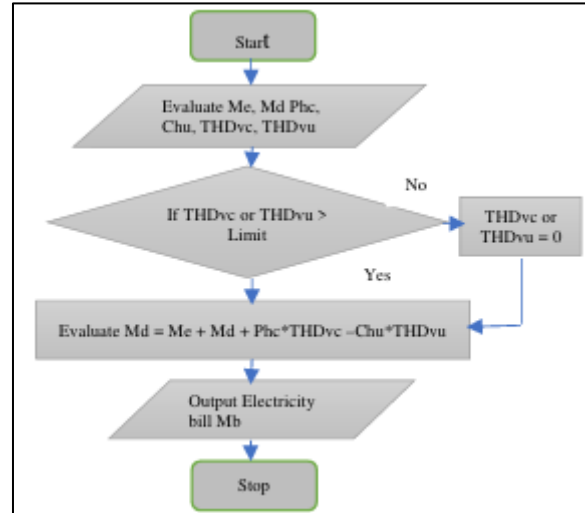 Start
Evaluate Me, Md Phc,
Chu, THDvc, THDvu
No
If THDvc or THDvu >
Limit
THDvc or
THDvu = 0
Yes
Evaluate Md = Me + Md + Phc*THDvc –Chu*THDvu
Output Electricity
bill Mb
Stop